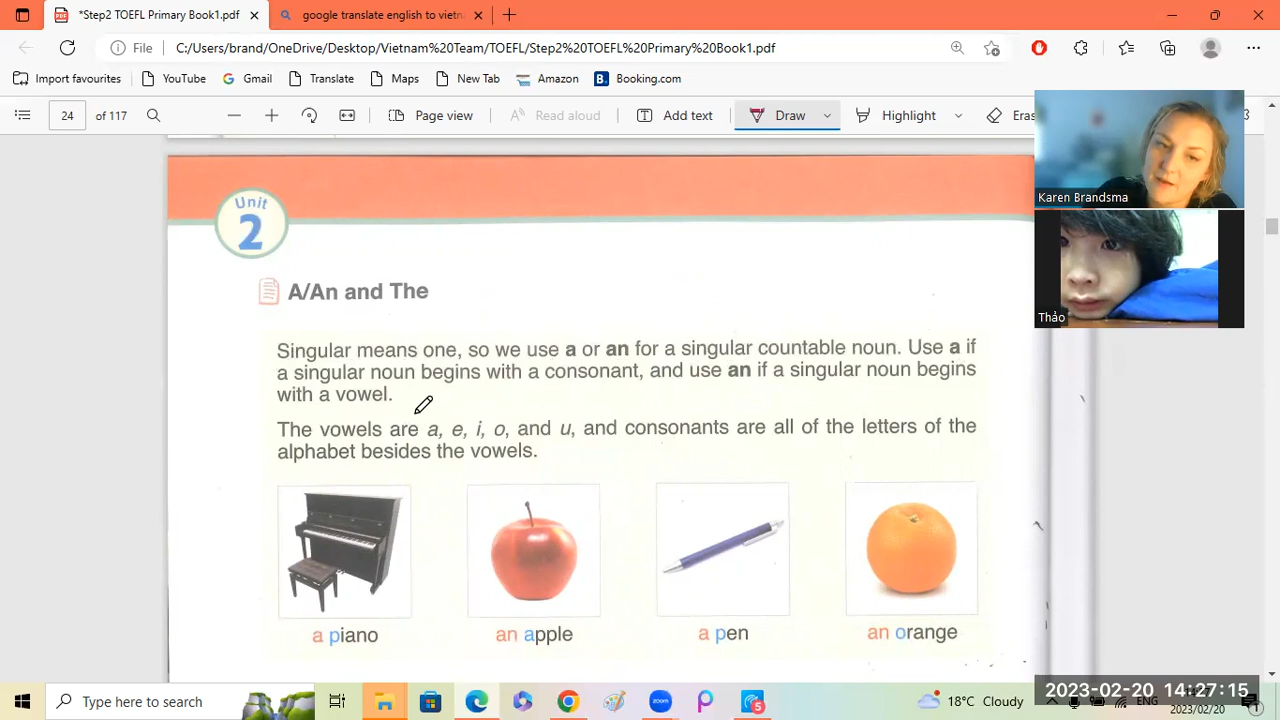 *Step2 TOEFL Primary Book1.pdf
google translate english to vietn
File
C:/Users/brand/OneDrive/Desktop/Vietnam%20Team/TOEFL/Step2%20TOEFL%20Primary%20Book1.pdf
Import favourites
YouTube
Gmail
Translate
Maps
New Tab
Amazon
B.
Booking.com
24 of 117
Page view
Read aloud
Add text
Draw
Highlight
Karen Brandsma
Thảo
Unit
2
A/An and The
Singular means one, so we use a or an for a singular countable noun. Use a if
a singular noun begins with a consonant, and use an if a singular noun begins
with a vowel.
The vowels are a, e, i, o, and u, and consonants are all of the letters of the
alphabet besides the vowels.
a piano
an apple
a pen
an orange
Type here to search
zoom
18°C Cloudy
ENG
2023-02-20 14:27:15
2023/02/20